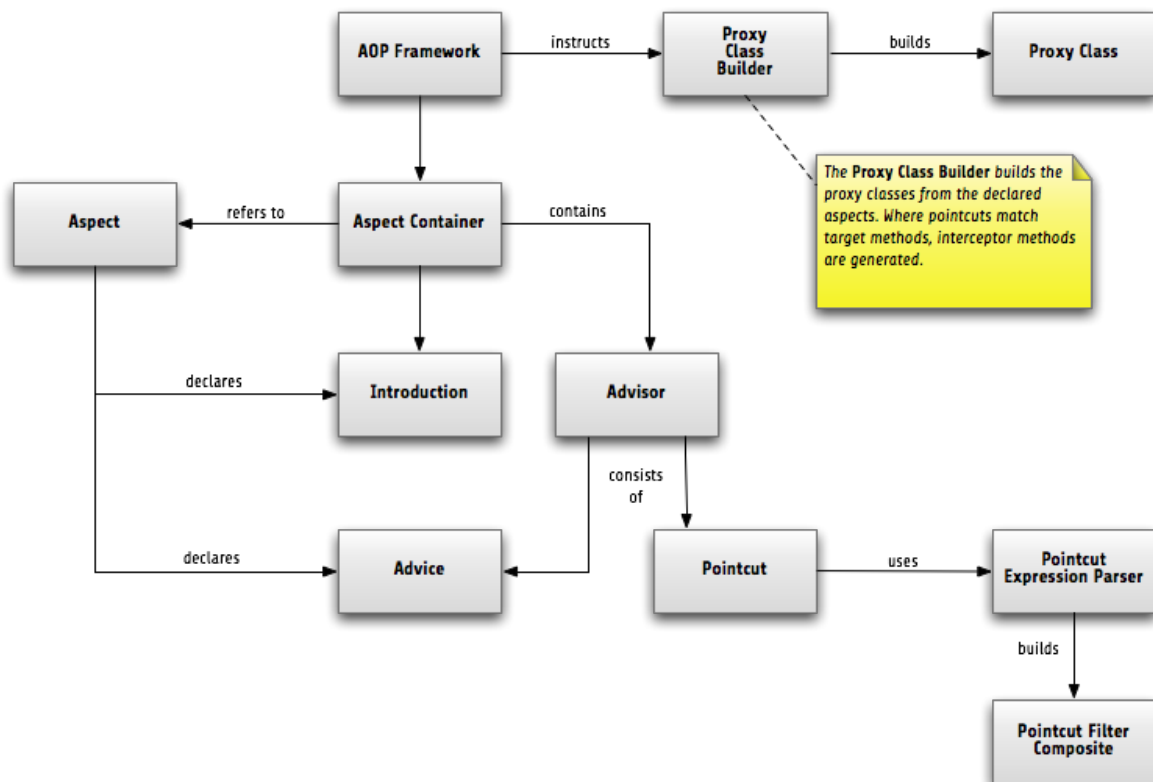 AOP Framework
instructs
Proxy
Class
Builder
builds
Proxy Class
The Proxy Class Builder builds the
proxy classes from the declared
aspects. Where pointcuts match
target methods, interceptor methods
are generated.
Aspect
refers to
Aspect Container
contains
declares
Introduction
Advisor
consists
of
declares
Advice
Pointcut
uses
Pointcut
Expression Parser
builds
Pointcut Filter
Composite